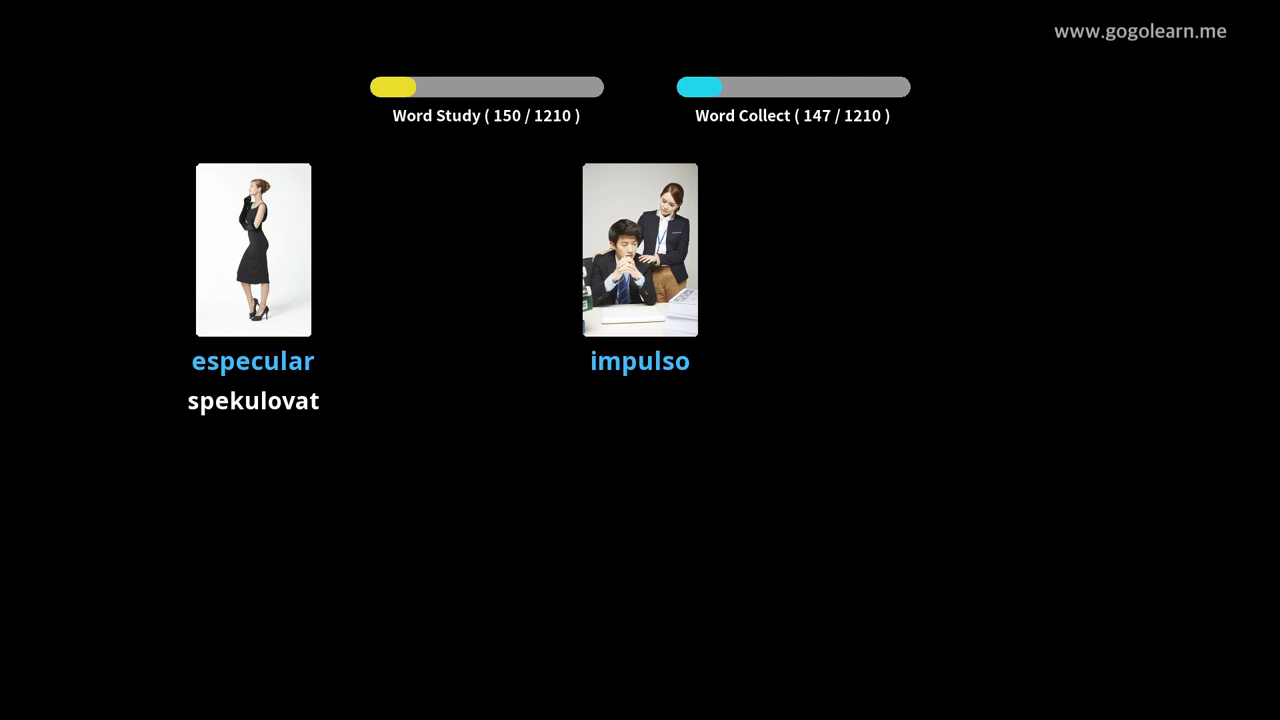 www.gogolearn.me
Word Study ( 150 / 1210 )
Word Collect ( 147 / 1210 )
especular
impulso
spekulovat